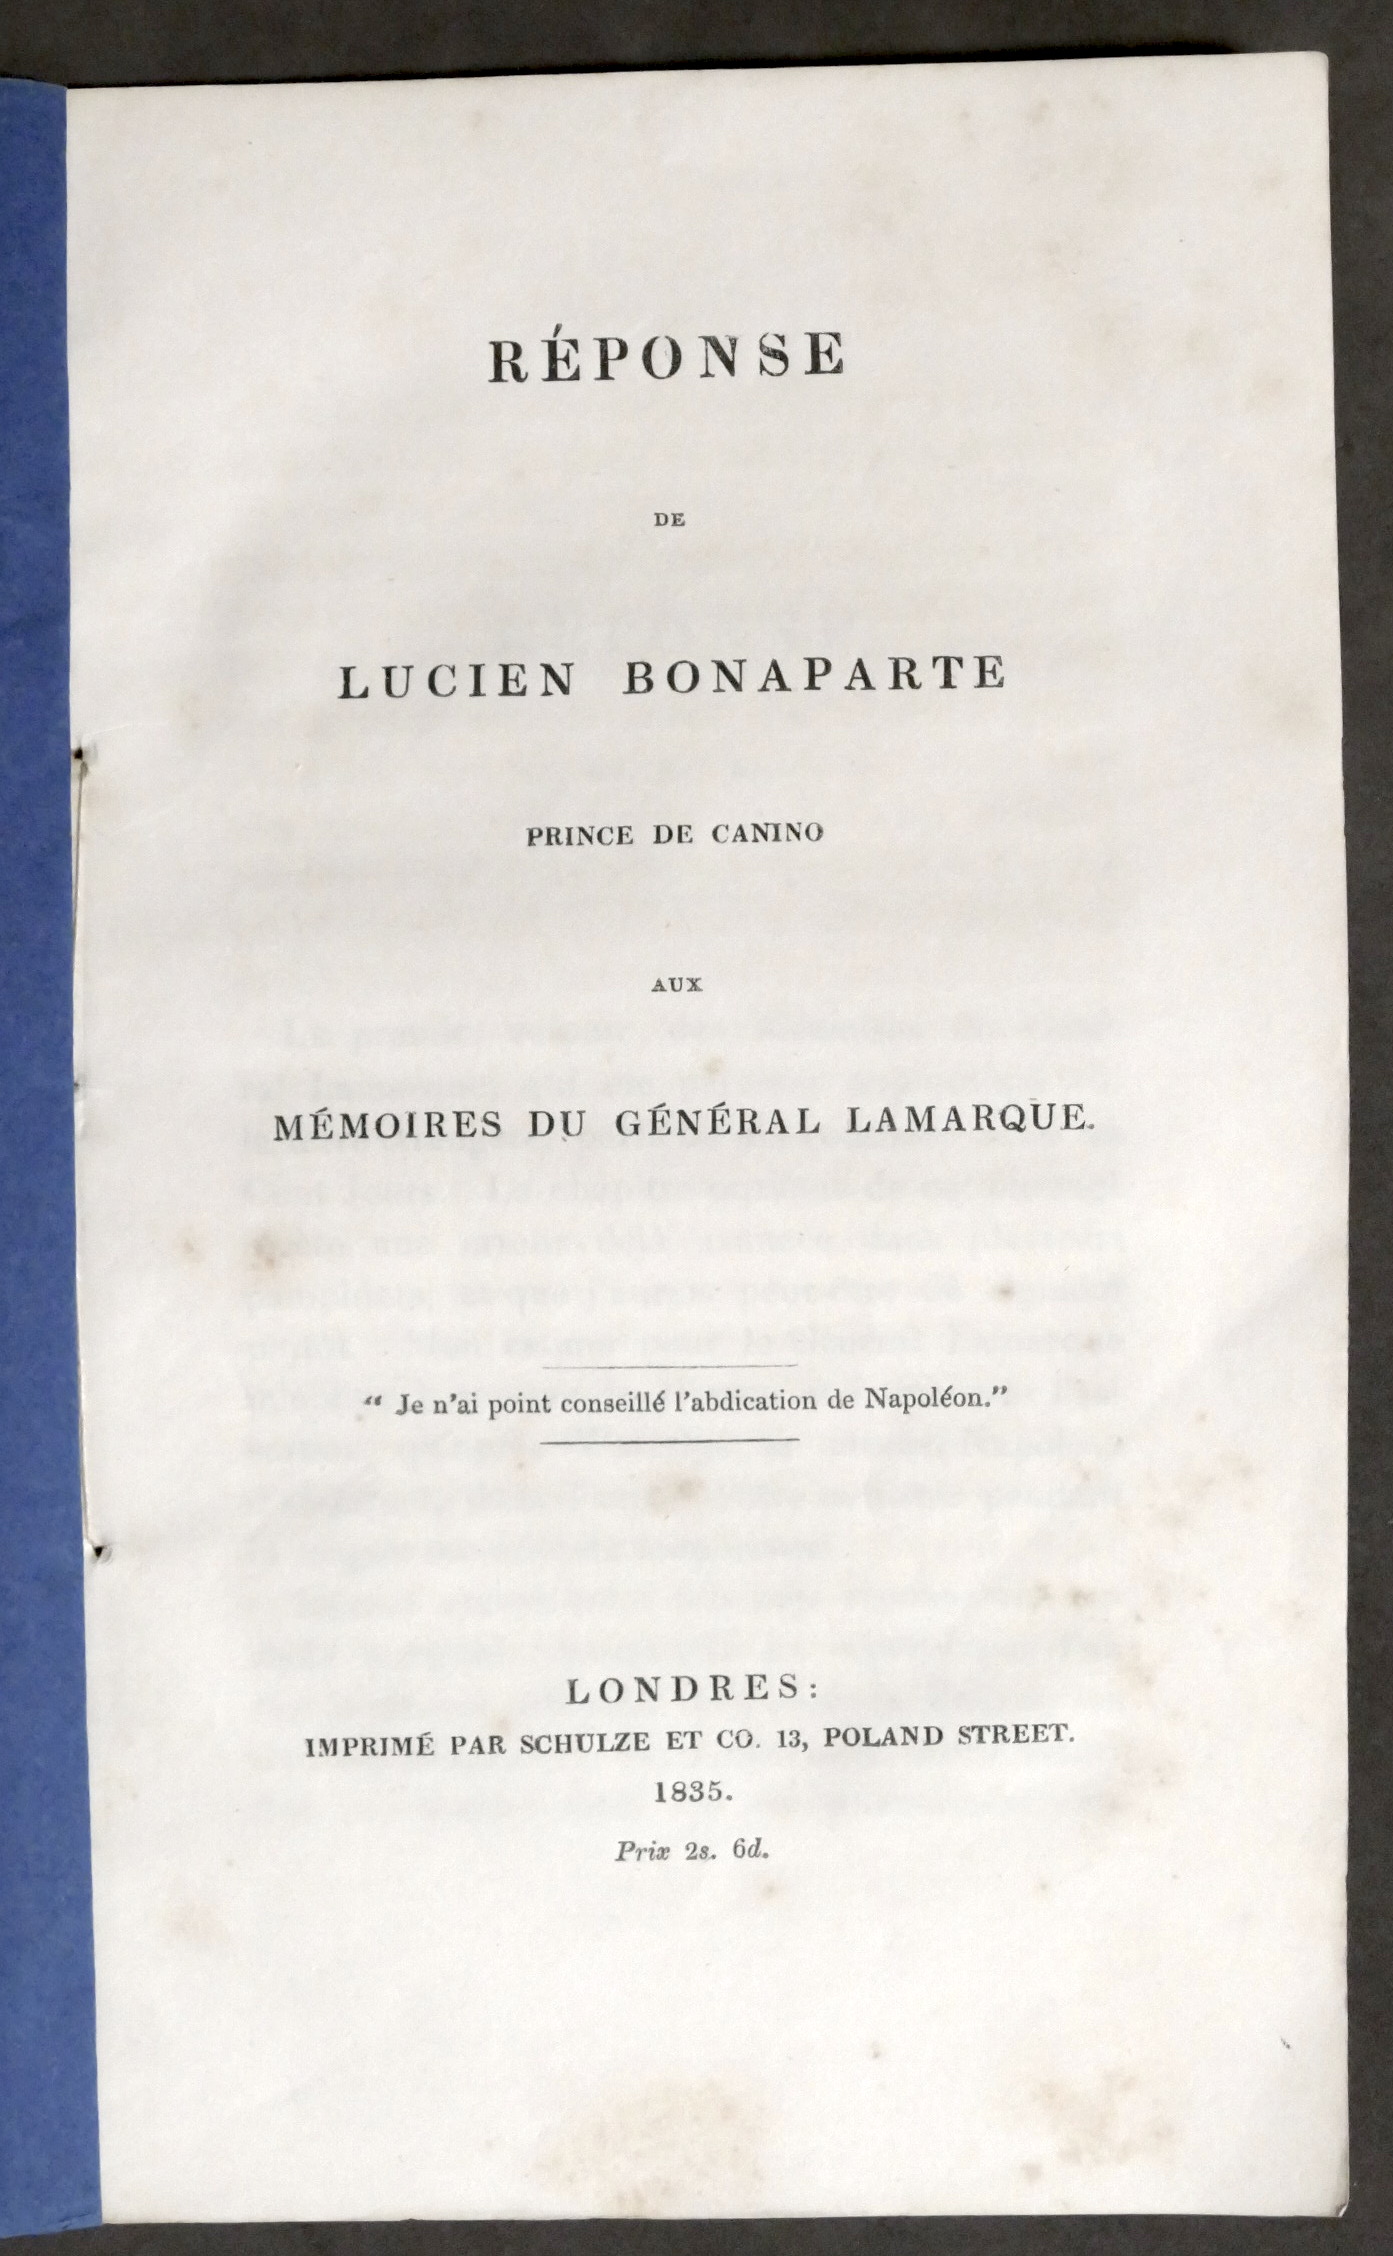 RÉPONSE
DE
LUCIEN BONAPARTE
PRINCE DE CANINO
AUX
MÉMOIRES DU GÉNÉRAL LAMARQUE.
“ Je n’ai point conseillé l’abdication de Napoléon.”
LONDRES:
IMPRIMÉ PAR SCHULZE ET CO. 13, POLAND STREET.
1835.
Prix 2s. 6d.